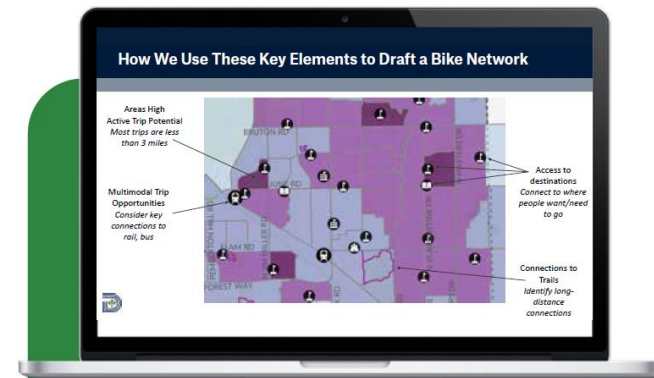 How We Use These Key Elements to Draft a Bike Network
Areas High
Active Trip Potential
Most trips are less
than 3 miles
Multimodal Trip
Opportunities
Consider key
connections to
rail, bus
BRUTON RD
ELAM RD
FOREST WAY
Access to
destinations
Connect to where
people want/need
to go
Connections to
Trails
Identify long-
distance
connections